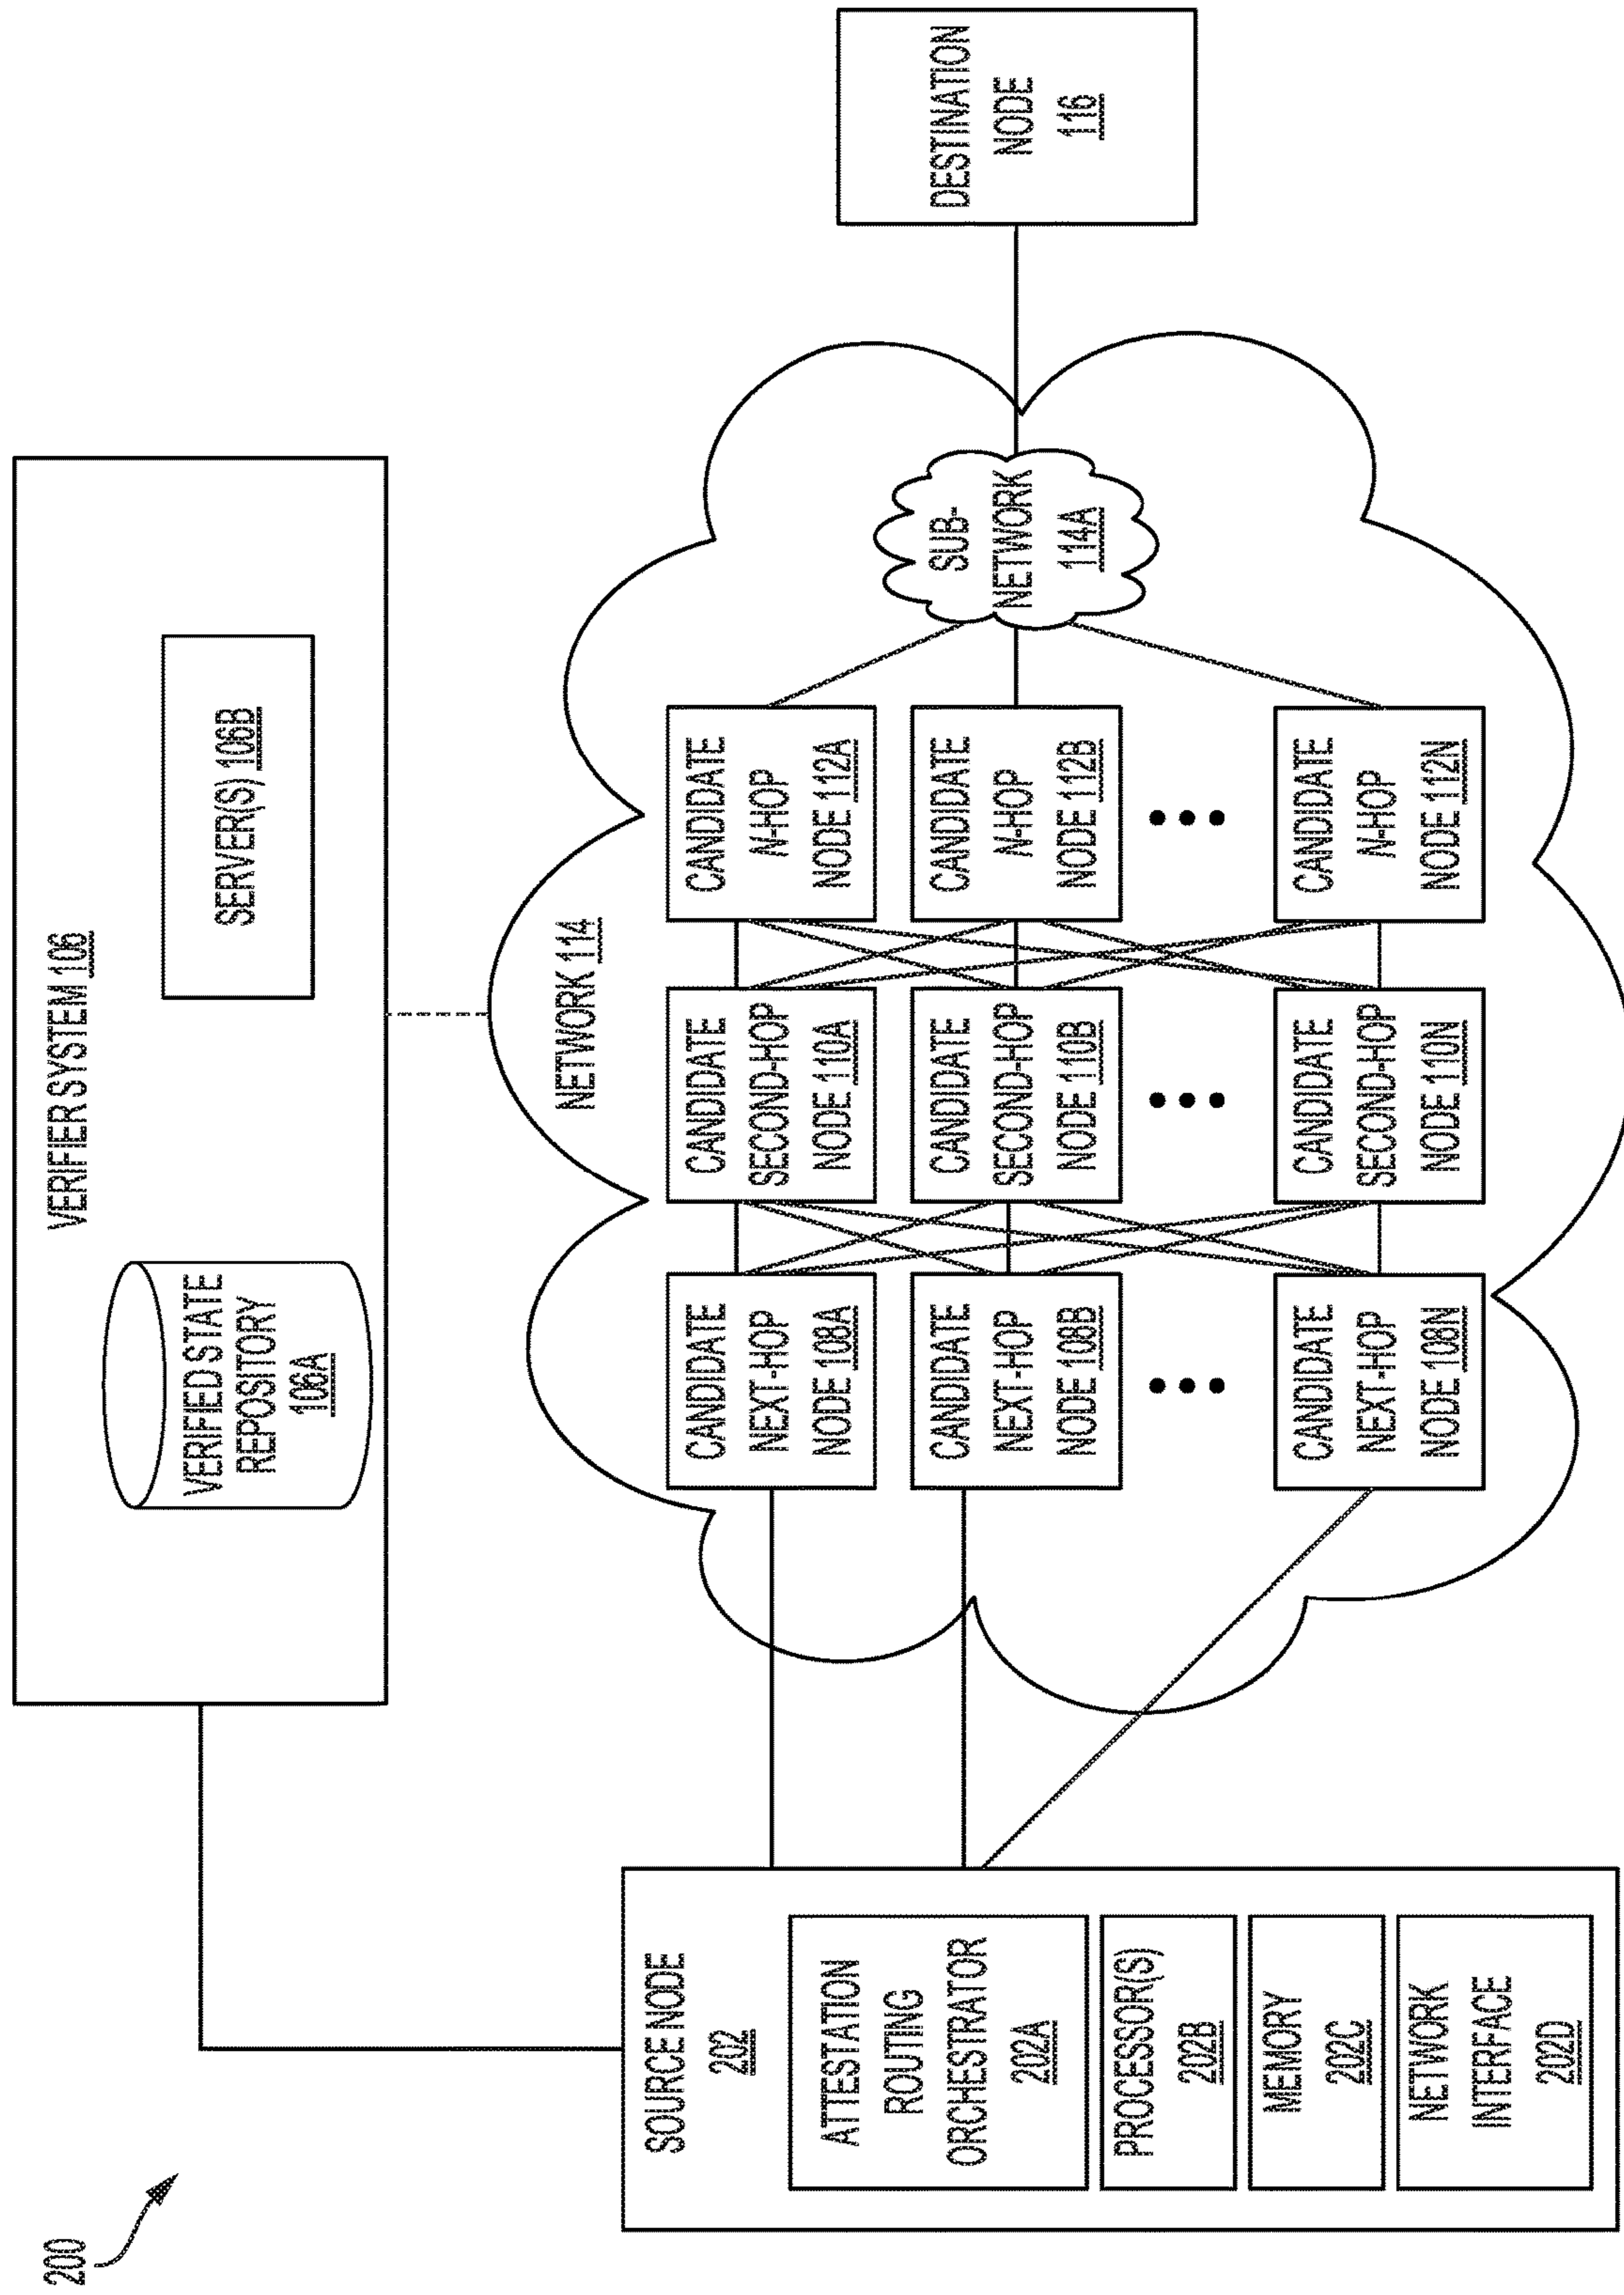 200
VERIFIER SYSTEM 106
VERIFIED STATE
REPOSITORY
106A
SERVER(S) 106B
SOURCE NODE
202
ATTESTATION
ROUTING
ORCHESTRATOR
202A
PROCESSOR(S)
202B
MEMORY
202C
NETWORK
INTERFACE
202D
NETWORK 114
CANDIDATE
NEXT-HOP
NODE 108A
CANDIDATE
NEXT-HOP
NODE 108B
CANDIDATE
NEXT-HOP
NODE 108N
CANDIDATE
SECOND-HOP
NODE 110A
CANDIDATE
SECOND-HOP
NODE 110B
CANDIDATE
SECOND-HOP
NODE 110N
CANDIDATE
N-HOP
NODE 112A
CANDIDATE
N-HOP
NODE 112B
CANDIDATE
N-HOP
NODE 112N
SUB-
NETWORK
114A
DESTINATION
NODE
116